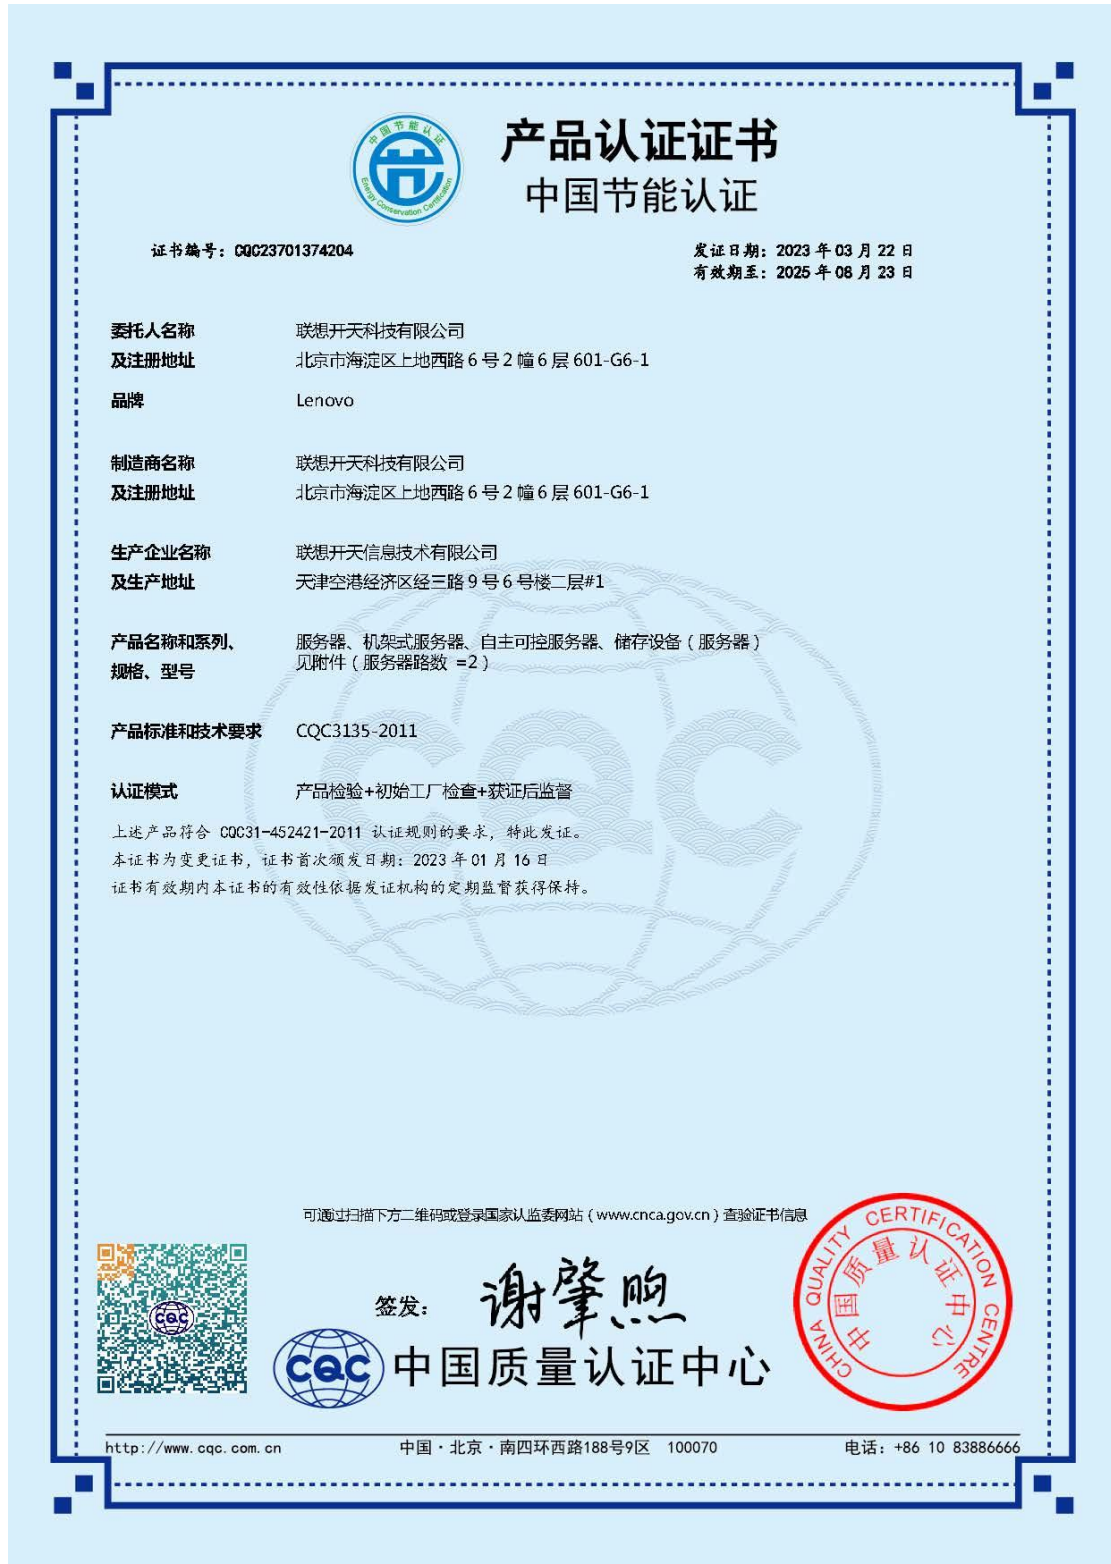 中国节能认证
Energy Conservation Certification
产品认证证书
中国节能认证
证书编号：CQC23701374204
发证日期：2023 年 03 月 22 日
有效期至：2025 年 08 月 23 日
委托人名称 联想开天科技有限公司
及注册地址 北京市海淀区上地西路 6 号 2 幢 6 层 601-G6-1
品牌 Lenovo
制造商名称 联想开天科技有限公司
及注册地址 北京市海淀区上地西路 6 号 2 幢 6 层 601-G6-1
生产企业名称 联想开天信息技术有限公司
及生产地址 天津空港经济区经三路 9 号 6 号楼二层#1
产品名称和系列、 服务器、机架式服务器、自主可控服务器、储存设备（服务器）
规格、型号 见附件（服务器路数 =2）
产品标准和技术要求 CQC3135-2011
认证模式 产品检验+初始工厂检查+获证后监督
上述产品符合 CQC31-452421-2011 认证规则的要求，特此发证。
本证书为变更证书，证书首次颁发日期：2023 年 01 月 16 日
证书有效期内本证书的有效性依据发证机构的定期监督获得保持。
CQC
可通过扫描下方二维码或登录国家认监委网站（www.cnca.gov.cn）查验证书信息
CQC
签发：谢肇煦
CQC 中国质量认证中心
CHINA QUALITY CERTIFICATION CENTRE
中国质量认证中心
http://www.cqc.com.cn 中国·北京·南四环西路188号9区 100070 电话：+86 10 83886666